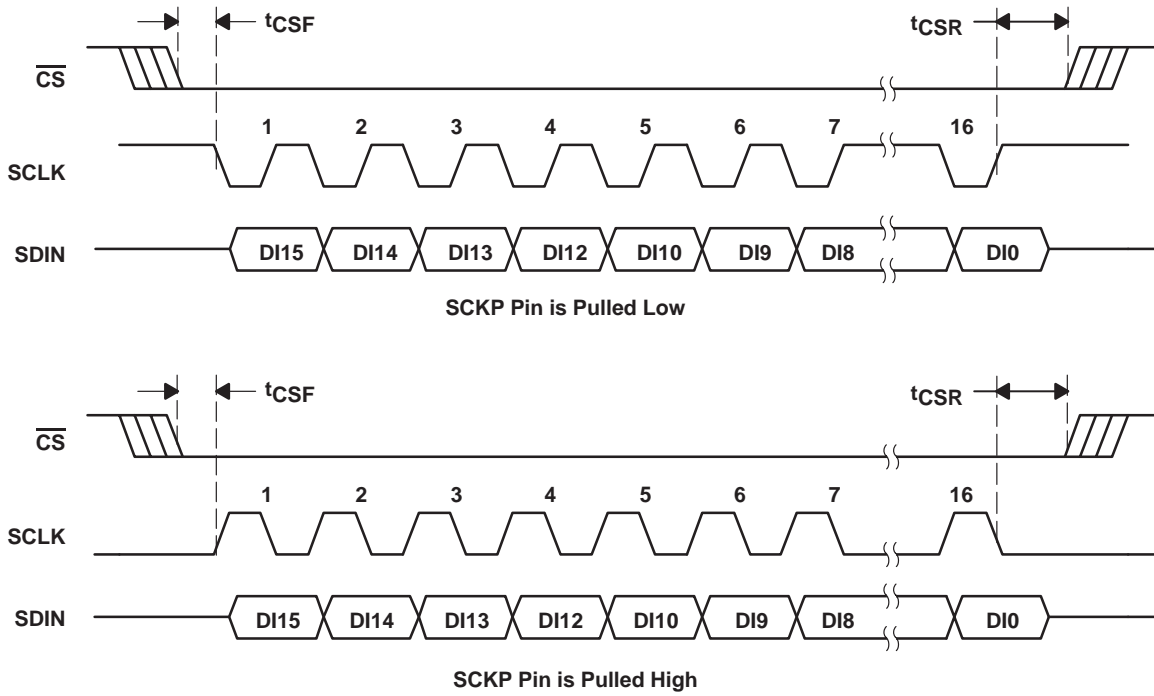 tCSF
tCSR
CS
1 2 3 4 5 6 7 16
SCLK
SDIN DI15 DI14 DI13 DI12 DI10 DI9 DI8 DI0
SCKP Pin is Pulled Low
tCSF
tCSR
CS
1 2 3 4 5 6 7 16
SCLK
SDIN DI15 DI14 DI13 DI12 DI10 DI9 DI8 DI0
SCKP Pin is Pulled High